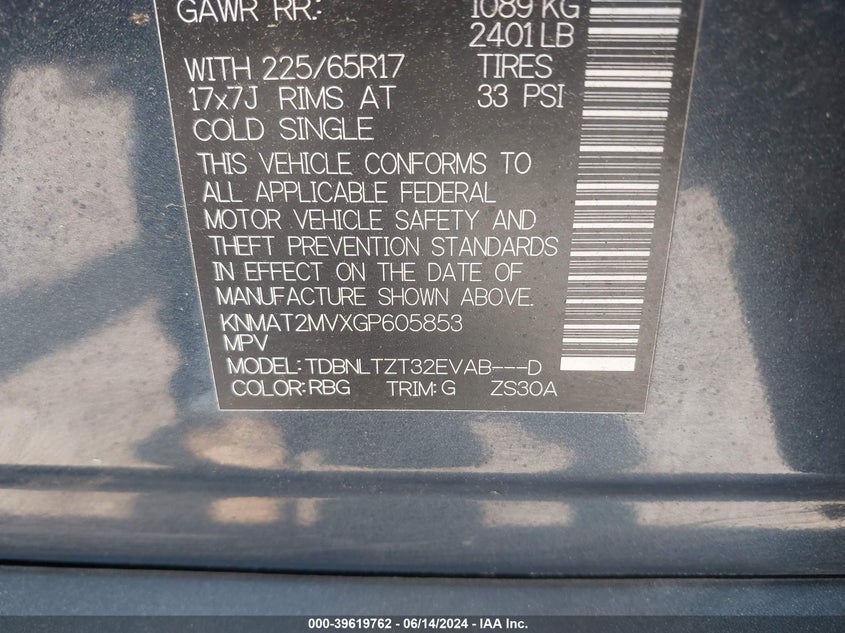 GAWR RR: 1089 KG
2401 LB
WITH 225/65R17 TIRES
17x7J RIMS AT 33 PSI
COLD SINGLE
THIS VEHICLE CONFORMS TO
ALL APPLICABLE FEDERAL
MOTOR VEHICLE SAFETY AND
THEFT PREVENTION STANDARDS
IN EFFECT ON THE DATE OF
MANUFACTURE SHOWN ABOVE.
KNMAT2MVXGP605853
MPV
MODEL:TDBNLTZT32EVAB---D
COLOR:RBG TRIM:G ZS30A
000-39619762 - 06/14/2024 - IAA Inc.